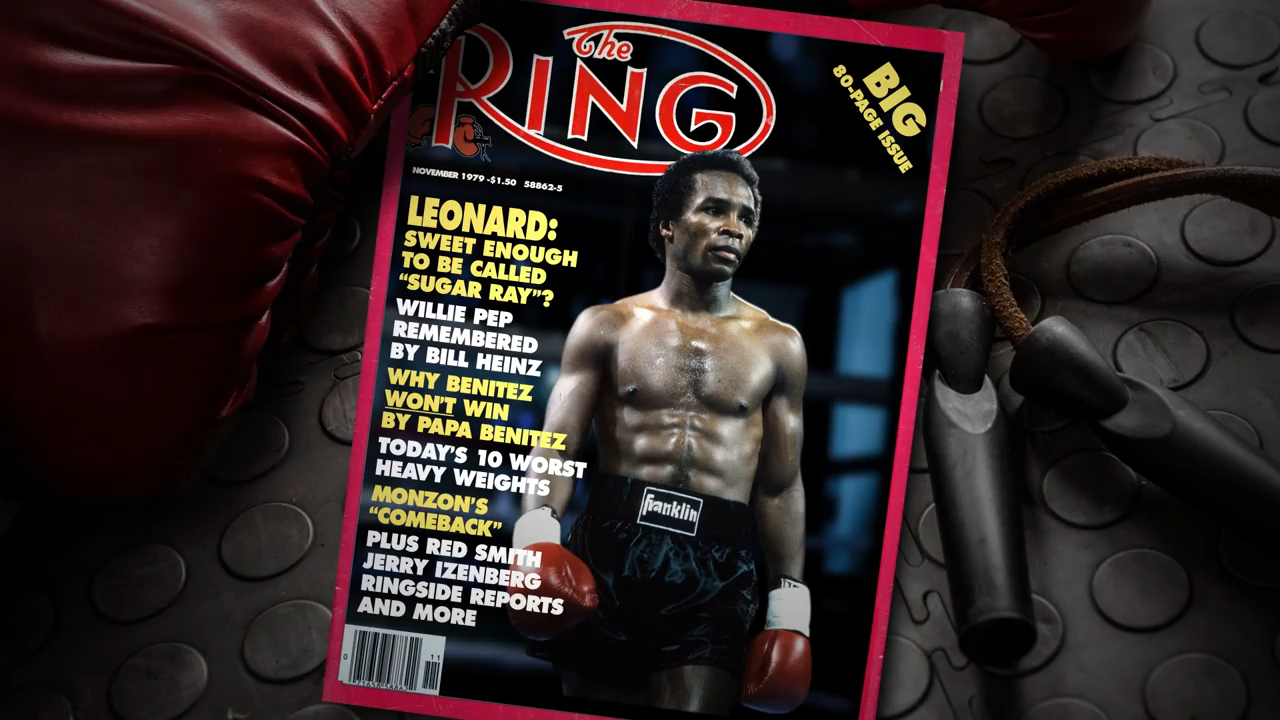 The
RING
BIG
80-PAGE ISSUE
NOVEMBER 1979 -$1.50 58862-5
LEONARD:
SWEET ENOUGH
TO BE CALLED
“SUGAR RAY”?
WILLIE PEP
REMEMBERED
BY BILL HEINZ
WHY BENITEZ
WON'T WIN
BY PAPA BENITEZ
TODAY'S 10 WORST
HEAVY WEIGHTS
MONZON'S
“COMEBACK”
PLUS RED SMITH
JERRY IZENBERG
RINGSIDE REPORTS
AND MORE
franklin
0
11